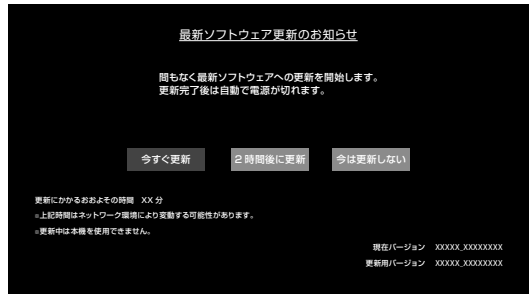 最新ソフトウェア更新のお知らせ
間もなく最新ソフトウェアへの更新を開始します。
更新完了後は自動で電源が切れます。
今すぐ更新
2時間後に更新
今は更新しない
更新にかかるおおよその時間　XX 分
※上記時間はネットワーク環境により変動する可能性があります。
※更新中は本機を使用できません。
現在バージョン　XXXXX_XXXXXXXX
更新用バージョン　XXXXX_XXXXXXXX